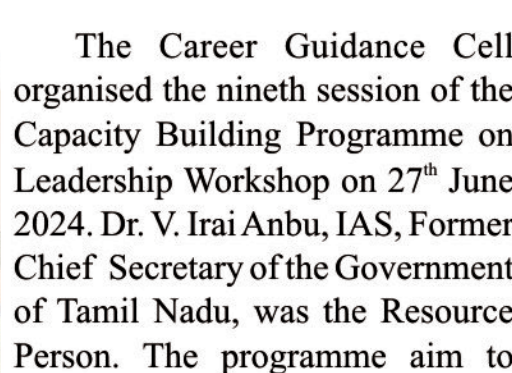 The Career Guidance Cell
organised the nineth session of the
Capacity Building Programme on
Leadership Workshop on 27th June
2024. Dr. V. Irai Anbu, IAS, Former
Chief Secretary of the Government
of Tamil Nadu, was the Resource
Person. The programme aim to